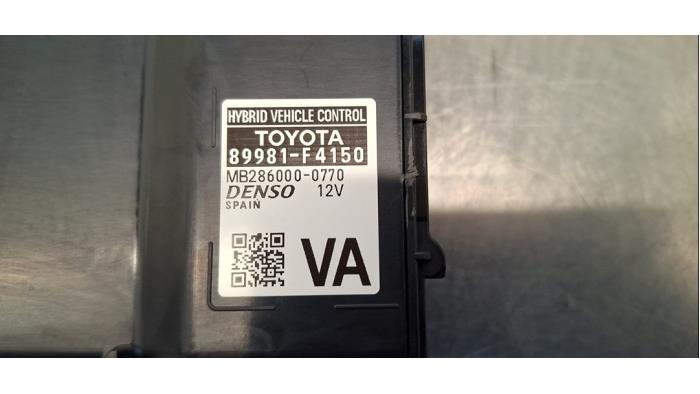 HYBRID VEHICLE CONTROL
TOYOTA
89981-F4150
MB286000-0770
DENSO 12V
SPAIN
VA